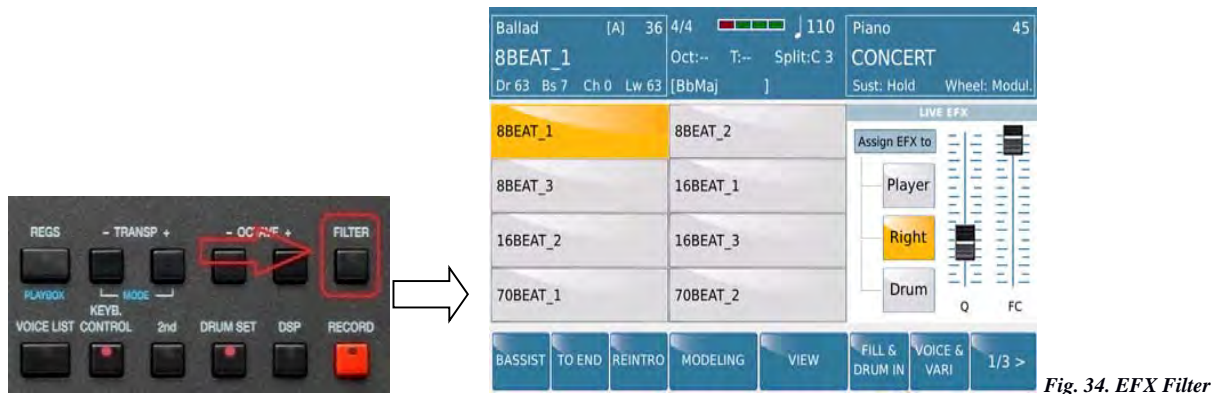 REGS - TRANSP + - OCTAVE + FILTER
PLAYBOX MODE
VOICE LIST KEYB. CONTROL 2nd DRUM SET DSP RECORD
Ballad [A] 36 4/4 110 Piano 45
8BEAT_1 Oct:-- T:-- Split:C 3 CONCERT
Dr 63 Bs 7 Ch 0 Lw 63 [BbMaj ] Sust: Hold Wheel: Modul.
LIVE EFX
8BEAT_1 8BEAT_2 Assign EFX to
8BEAT_3 16BEAT_1 Player
16BEAT_2 16BEAT_3 Right
70BEAT_1 70BEAT_2 Drum
Q FC
BASSIST TO END REINTRO MODELING VIEW FILL & DRUM IN VOICE & VARI 1/3 >
Fig. 34. EFX Filter